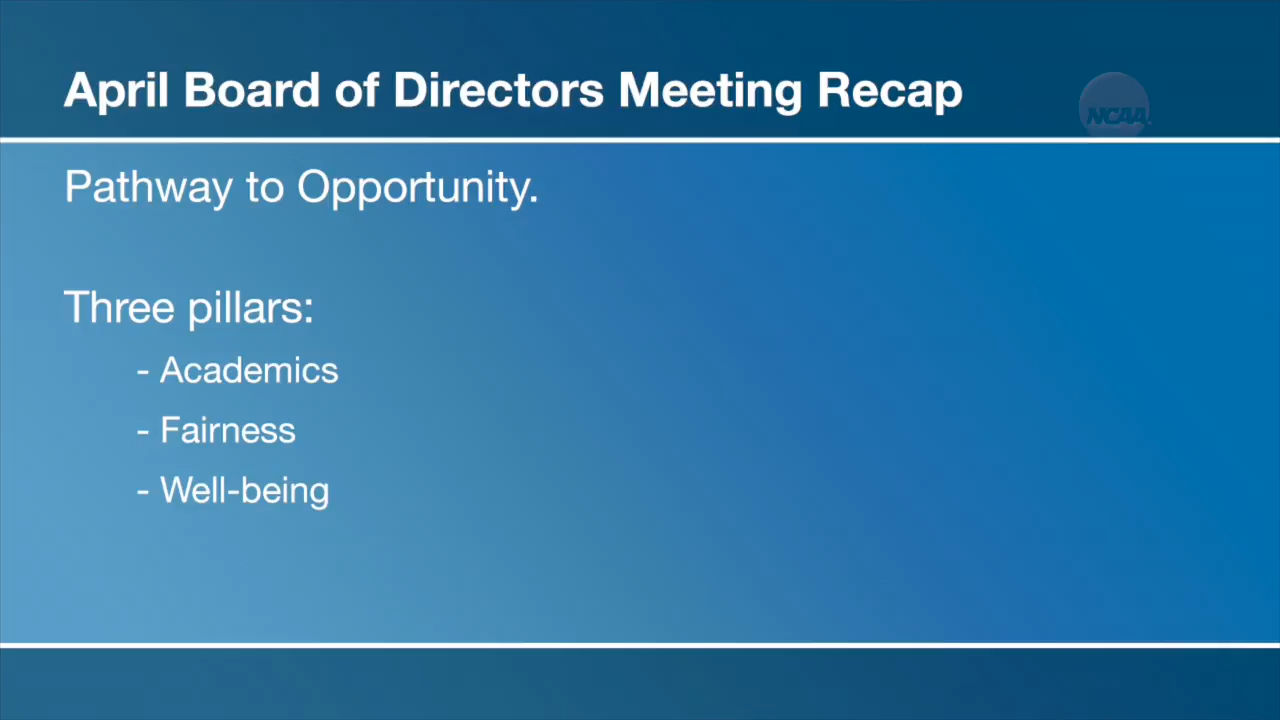 April Board of Directors Meeting Recap
NCAA
Pathway to Opportunity.
Three pillars:
- Academics
- Fairness
- Well-being